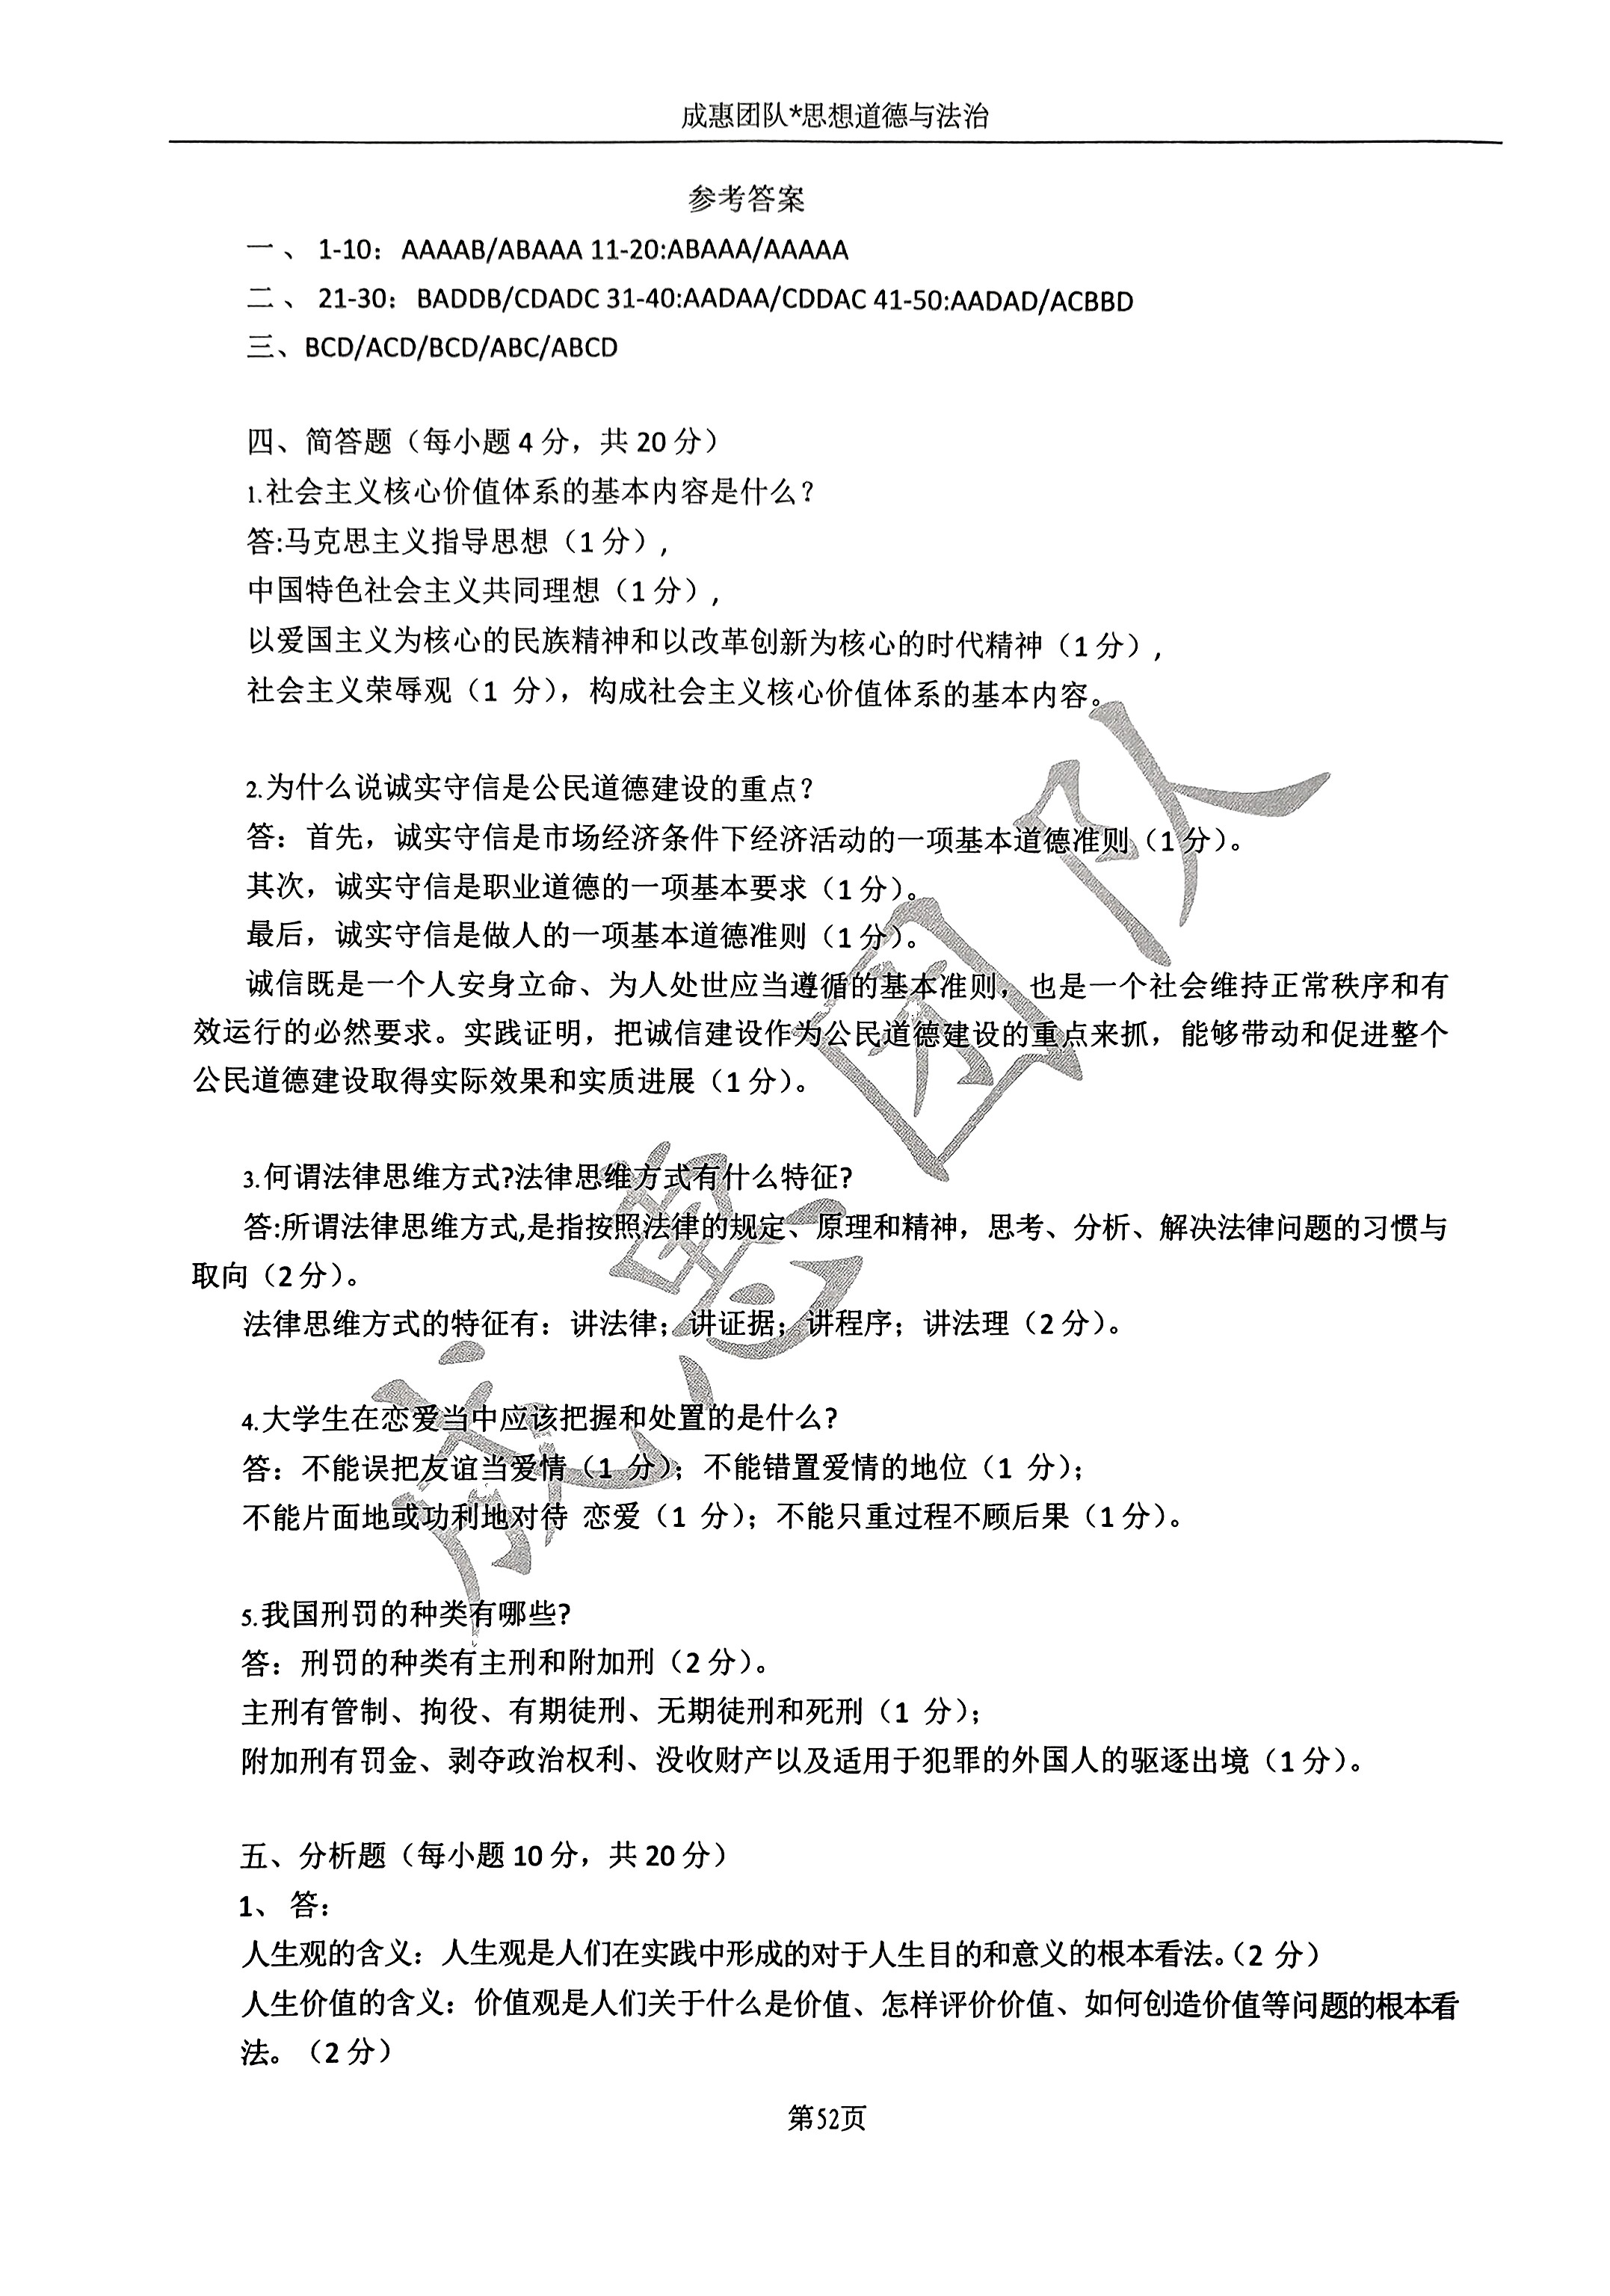 成惠团队*思想道德与法治
参考答案
一 、 1-10：AAAAB/ABAAA 11-20:ABAAA/AAAAA
二 、 21-30：BADDB/CDADC 31-40:AADAA/CDDAC 41-50:AADAD/ACBBD
三、BCD/ACD/BCD/ABC/ABCD
四、简答题（每小题 4 分，共 20 分）
1.社会主义核心价值体系的基本内容是什么？
答:马克思主义指导思想（1 分），
中国特色社会主义共同理想（1 分），
以爱国主义为核心的民族精神和以改革创新为核心的时代精神（1 分），
社会主义荣辱观（1 分），构成社会主义核心价值体系的基本内容。
2.为什么说诚实守信是公民道德建设的重点？
答：首先，诚实守信是市场经济条件下经济活动的一项基本道德准则（1 分）。
其次，诚实守信是职业道德的一项基本要求（1 分）。
最后，诚实守信是做人的一项基本道德准则（1 分）。
诚信既是一个人安身立命、为人处世应当遵循的基本准则，也是一个社会维持正常秩序和有
效运行的必然要求。实践证明，把诚信建设作为公民道德建设的重点来抓，能够带动和促进整个
公民道德建设取得实际效果和实质进展（1 分）。
3.何谓法律思维方式?法律思维方式有什么特征?
答:所谓法律思维方式,是指按照法律的规定、原理和精神，思考、分析、解决法律问题的习惯与
取向（2 分）。
法律思维方式的特征有：讲法律；讲证据；讲程序；讲法理（2 分）。
4.大学生在恋爱当中应该把握和处置的是什么?
答：不能误把友谊当爱情（1 分）；不能错置爱情的地位（1 分）；
不能片面地或功利地对待 恋爱（1 分）；不能只重过程不顾后果（1 分）。
5.我国刑罚的种类有哪些?
答：刑罚的种类有主刑和附加刑（2 分）。
主刑有管制、拘役、有期徒刑、无期徒刑和死刑（1 分）；
附加刑有罚金、剥夺政治权利、没收财产以及适用于犯罪的外国人的驱逐出境（1 分）。
五、分析题（每小题 10 分，共 20 分）
1、 答：
人生观的含义：人生观是人们在实践中形成的对于人生目的和意义的根本看法。（2 分）
人生价值的含义：价值观是人们关于什么是价值、怎样评价价值、如何创造价值等问题的根本看
法。（2 分）
第52页
成惠团队